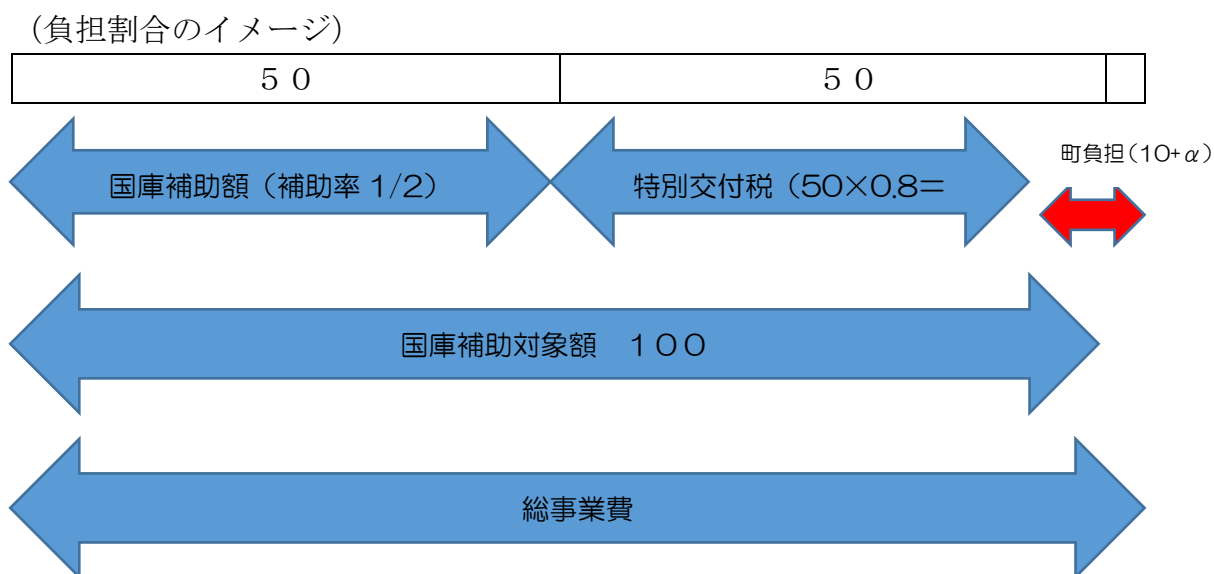 （負担割合のイメージ）
５０ ５０
町負担（10+α）
国庫補助額（補助率 1/2） 特別交付税（50×0.8＝
国庫補助対象額　１００
総事業費